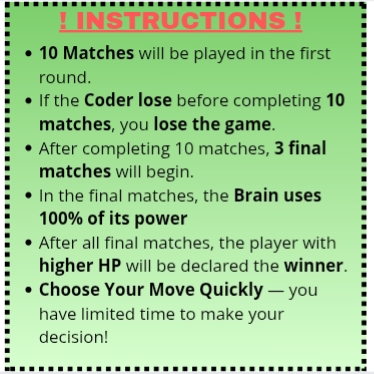 ! INSTRUCTIONS !
• 10 Matches will be played in the first
round.
• If the Coder lose before completing 10
matches, you lose the game.
• After completing 10 matches, 3 final
matches will begin.
• In the final matches, the Brain uses
100% of its power
• After all final matches, the player with
higher HP will be declared the winner.
• Choose Your Move Quickly — you
have limited time to make your
decision!